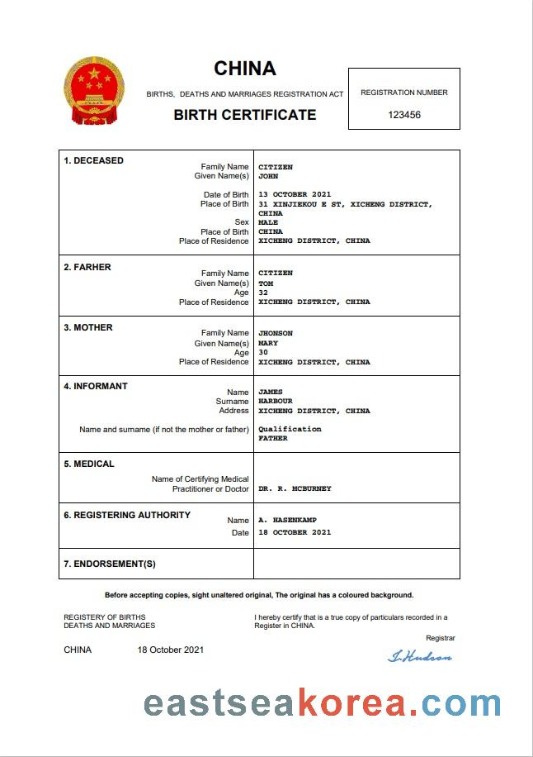 CHINA
BIRTHS, DEATHS AND MARRIAGES REGISTRATION ACT
BIRTH CERTIFICATE
REGISTRATION NUMBER
123456
1. DECEASED
Family Name CITIZEN
Given Name(s) JOHN
Date of Birth 13 OCTOBER 2021
Place of Birth 31 XINJIEKOU E ST, XICHENG DISTRICT,
CHINA
Sex MALE
Place of Birth CHINA
Place of Residence XICHENG DISTRICT, CHINA
2. FARHER
Family Name CITIZEN
Given Name(s) TOM
Age 32
Place of Residence XICHENG DISTRICT, CHINA
3. MOTHER
Family Name JHONSON
Given Name(s) MARY
Age 30
Place of Residence XICHENG DISTRICT, CHINA
4. INFORMANT
Name JAMES
Surname HARBOUR
Address XICHENG DISTRICT, CHINA
Name and surname (if not the mother or father) Qualification
FATHER
5. MEDICAL
Name of Certifying Medical
Practitioner or Doctor DR. R. MCBURNEY
6. REGISTERING AUTHORITY
Name A. HASENKAMP
Date 18 OCTOBER 2021
7. ENDORSEMENT(S)
Before accepting copies, sight unaltered original, The original has a coloured background.
REGISTERY OF BIRTHS
DEATHS AND MARRIAGES
I hereby certify that is a true copy of particulars recorded in a
Register in CHINA.
Registrar
CHINA 18 October 2021
J.Hudson
eastseakorea.com